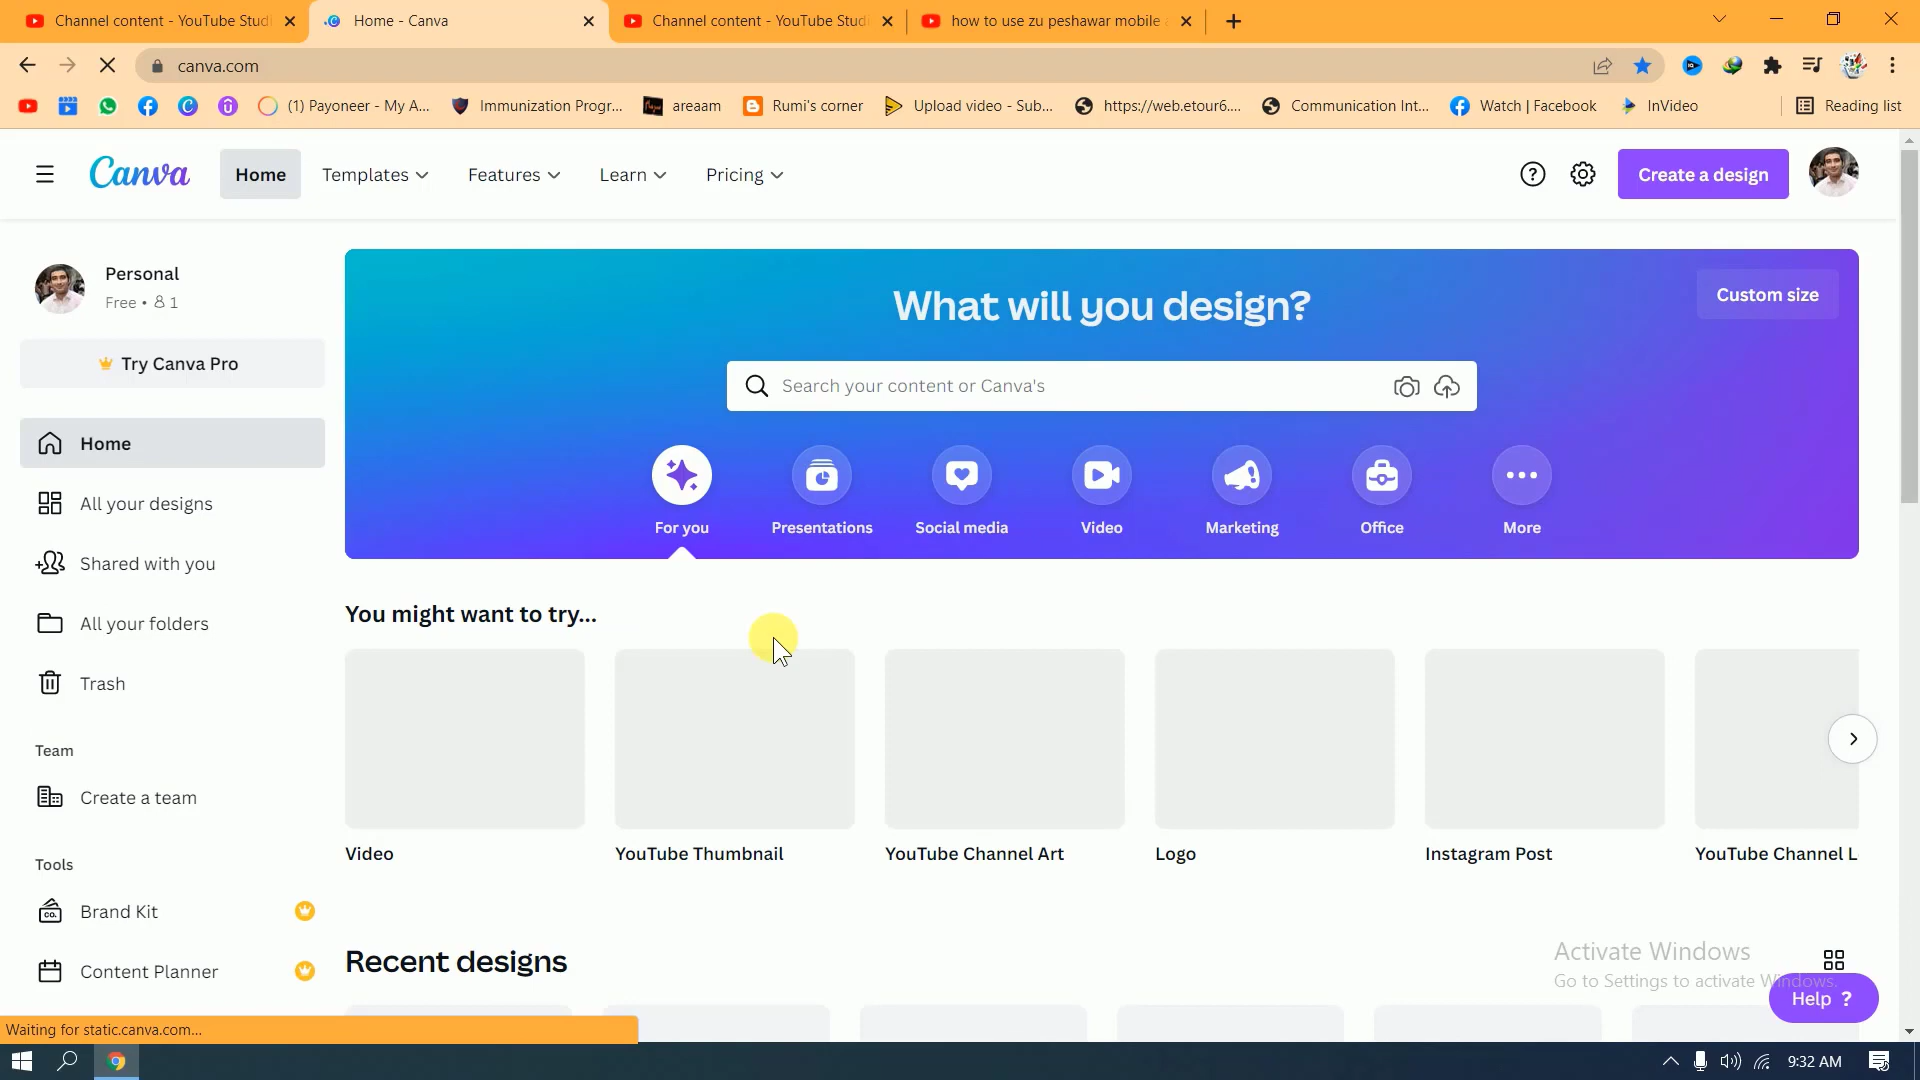 Channel content - YouTube Studi
Home - Canva
Channel content - YouTube Studi
how to use zu peshawar mobile a
canva.com
(1) Payoneer - My A...
Immunization Progr...
areaam
Rumi's corner
Upload video - Sub...
https://web.etour6....
Communication Int...
Watch | Facebook
InVideo
Reading list
Canva
Home
Templates
Features
Learn
Pricing
Create a design
Personal
Free • 1
Try Canva Pro
Home
All your designs
Shared with you
All your folders
Trash
Team
Create a team
Tools
Brand Kit
Content Planner
What will you design?
Custom size
Search your content or Canva's
For you
Presentations
Social media
Video
Marketing
Office
More
You might want to try...
Video
YouTube Thumbnail
YouTube Channel Art
Logo
Instagram Post
YouTube Channel L
Recent designs
Activate Windows
Go to Settings to activate Windows.
Help ?
Waiting for static.canva.com...
9:32 AM